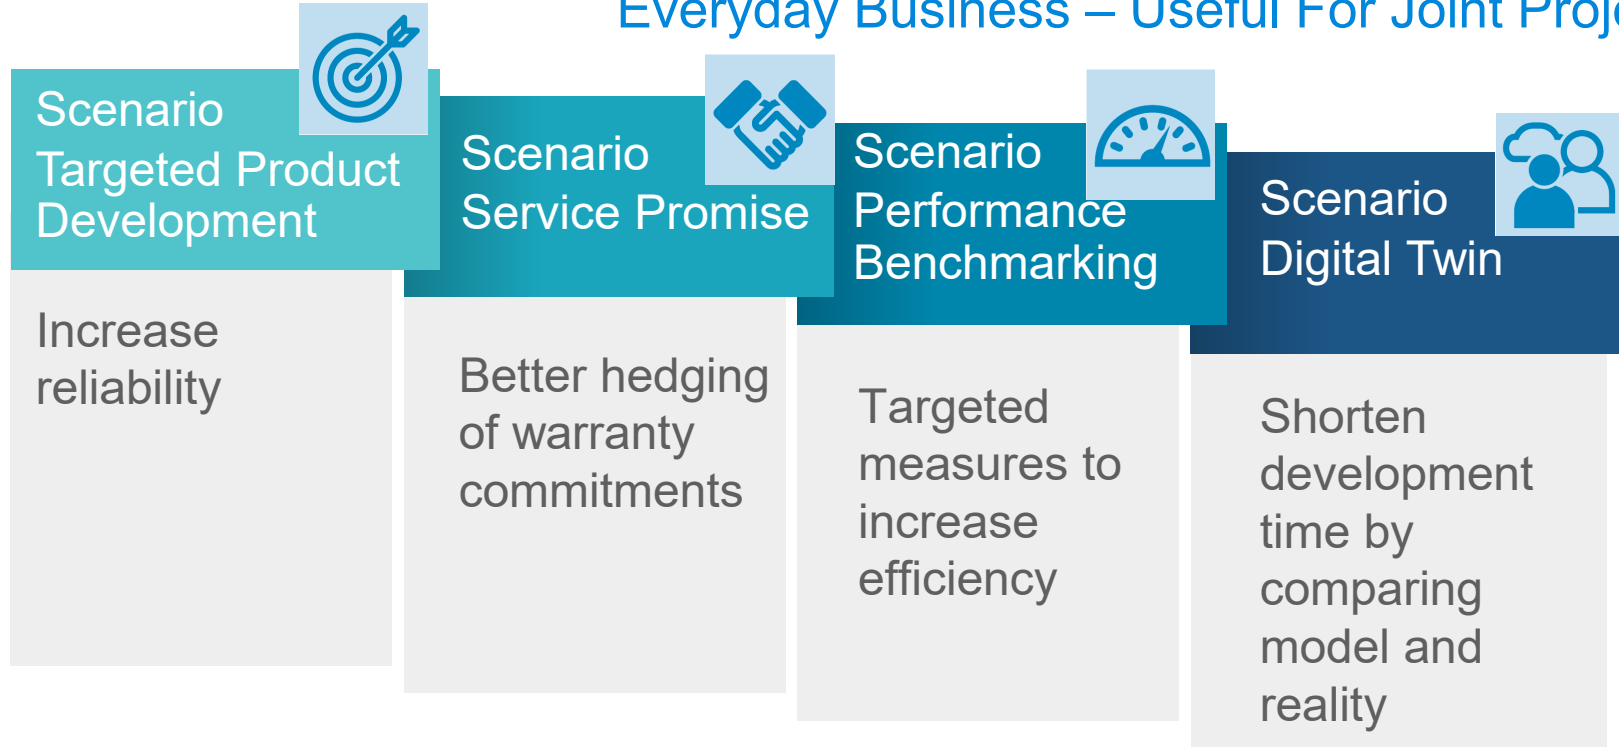 Everyday Business – Useful For Joint
Scenario
Targeted Product
Development
Increase
reliability
Scenario
Service Promise
Better hedging
of warranty
commitments
Scenario
Performance
Benchmarking
Targeted
measures to
increase
efficiency
Scenario
Digital Twin
Shorten
development
time by
comparing
model and
reality